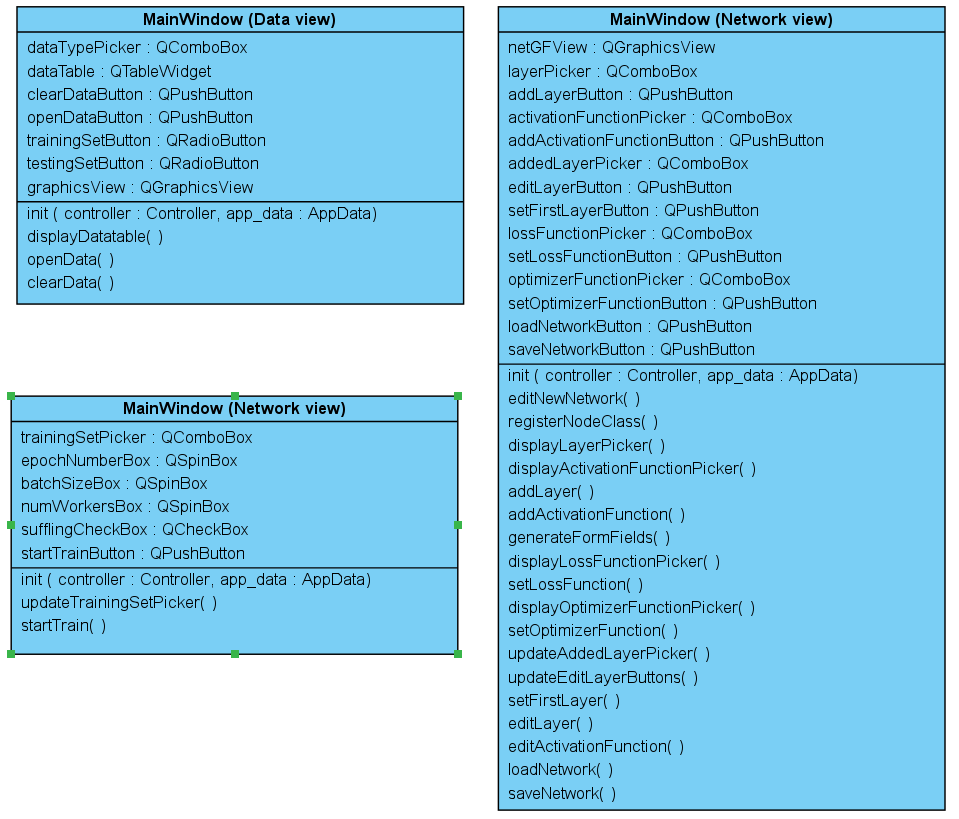 MainWindow (Data view)
dataTypePicker : QComboBox
dataTable : QTableWidget
clearDataButton : QPushButton
openDataButton : QPushButton
trainingSetButton : QRadioButton
testingSetButton : QRadioButton
graphicsView : QGraphicsView
init ( controller : Controller, app_data : AppData)
displayDatatable( )
openData( )
clearData( )
MainWindow (Network view)
trainingSetPicker : QComboBox
epochNumberBox : QSpinBox
batchSizeBox : QSpinBox
numWorkersBox : QSpinBox
sufflingCheckBox : QCheckBox
startTrainButton : QPushButton
init ( controller : Controller, app_data : AppData)
updateTrainingSetPicker( )
startTrain( )
MainWindow (Network view)
netGFView : QGraphicsView
layerPicker : QComboBox
addLayerButton : QPushButton
activationFunctionPicker : QComboBox
addActivationFunctionButton : QPushButton
addedLayerPicker : QComboBox
editLayerButton : QPushButton
setFirstLayerButton : QPushButton
lossFunctionPicker : QComboBox
setLossFunctionButton : QPushButton
optimizerFunctionPicker : QComboBox
setOptimizerFunctionButton : QPushButton
loadNetworkButton : QPushButton
saveNetworkButton : QPushButton
init ( controller : Controller, app_data : AppData)
editNewNetwork( )
registerNodeClass( )
displayLayerPicker( )
displayActivationFunctionPicker( )
addLayer( )
addActivationFunction( )
generateFormFields( )
displayLossFunctionPicker( )
setLossFunction( )
displayOptimizerFunctionPicker( )
setOptimizerFunction( )
updateAddedLayerPicker( )
updateEditLayerButtons( )
setFirstLayer( )
editLayer( )
editActivationFunction( )
loadNetwork( )
saveNetwork( )